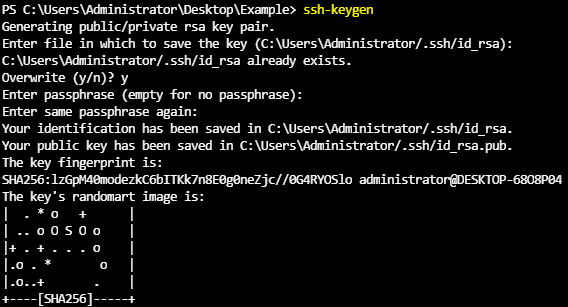 PS C:\Users\Administrator\Desktop\Example> ssh-keygen
Generating public/private rsa key pair.
Enter file in which to save the key (C:\Users\Administrator/.ssh/id_rsa):
C:\Users\Administrator/.ssh/id_rsa already exists.
Overwrite (y/n)? y
Enter passphrase (empty for no passphrase):
Enter same passphrase again:
Your identification has been saved in C:\Users\Administrator/.ssh/id_rsa.
Your public key has been saved in C:\Users\Administrator/.ssh/id_rsa.pub.
The key fingerprint is:
SHA256:lzGpM40modezkC6bITKk7n8E0g0neZjc//0G4RYOSlo administrator@DESKTOP-68O8P04
The key's randomart image is:
|  . * o   +      |
| .. o O S O o    |
|+ . + . . . o    |
|.o . *       o   |
|.o..+       .    |
+----[SHA256]-----+